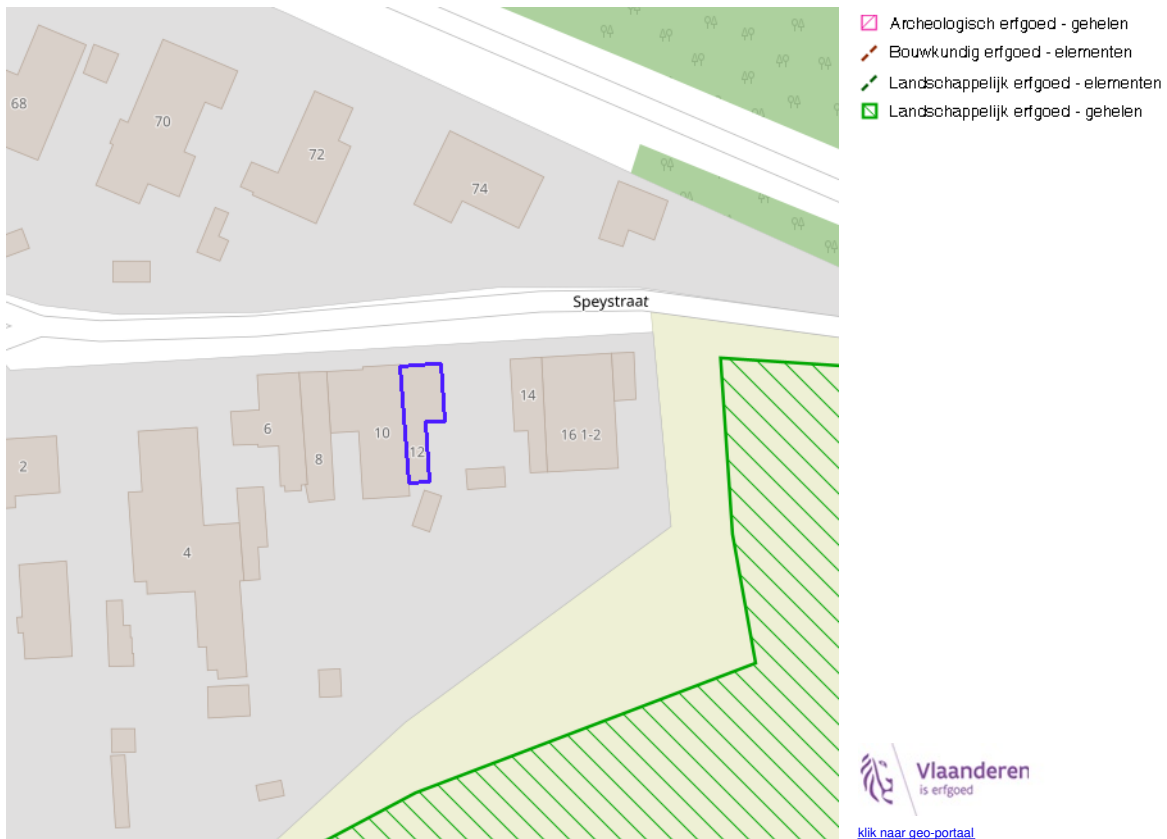 Archeologisch erfgoed - gehelen
Bouwkundig erfgoed - elementen
Landschappelijk erfgoed - elementen
Landschappelijk erfgoed - gehelen
68
70
72
74
Speystraat
2
4
6
8
10
12
14
16 1-2
Vlaanderen
is erfgoed
klik naar geo-portaal